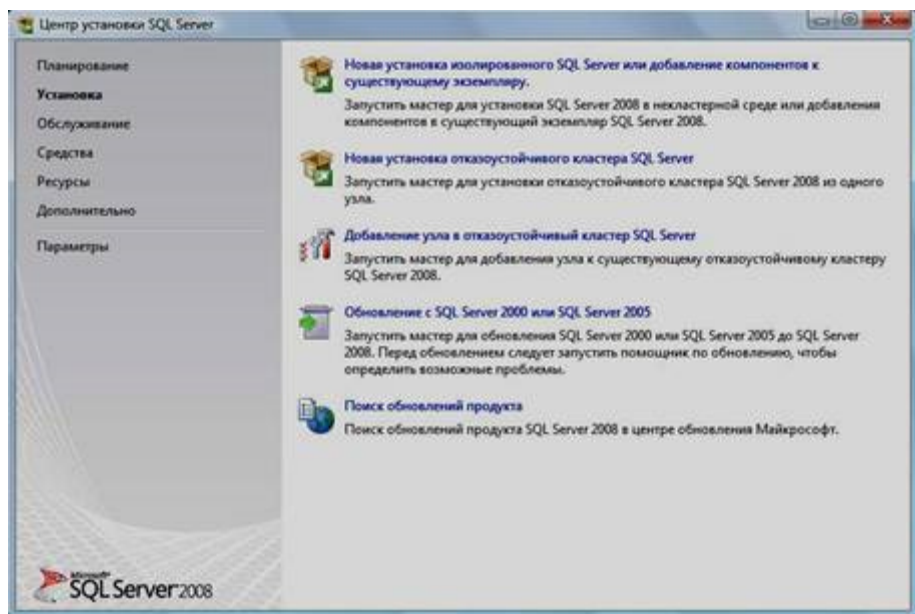 Центр установки SQL Server
Планирование
Установка
Обслуживание
Средства
Ресурсы
Дополнительно
Параметры
Новая установка изолированного SQL Server или добавление компонентов к
существующему экземпляру.
Запустить мастер для установки SQL Server 2008 в некластерной среде или добавления
компонентов в существующий экземпляр SQL Server 2008.
Новая установка отказоустойчивого кластера SQL Server
Запустить мастер для установки отказоустойчивого кластера SQL Server 2008 из одного
узла.
Добавление узла в отказоустойчивый кластер SQL Server
Запустить мастер для добавления узла к существующему отказоустойчивому кластеру
SQL Server 2008.
Обновление с SQL Server 2000 или SQL Server 2005
Запустить мастер для обновления SQL Server 2000 или SQL Server 2005 до SQL Server
2008. Перед обновлением следует запустить помощник по обновлению, чтобы
определить возможные проблемы.
Поиск обновлений продукта
Поиск обновлений продукта SQL Server 2008 в центре обновления Майкрософт.
Microsoft
SQL Server 2008